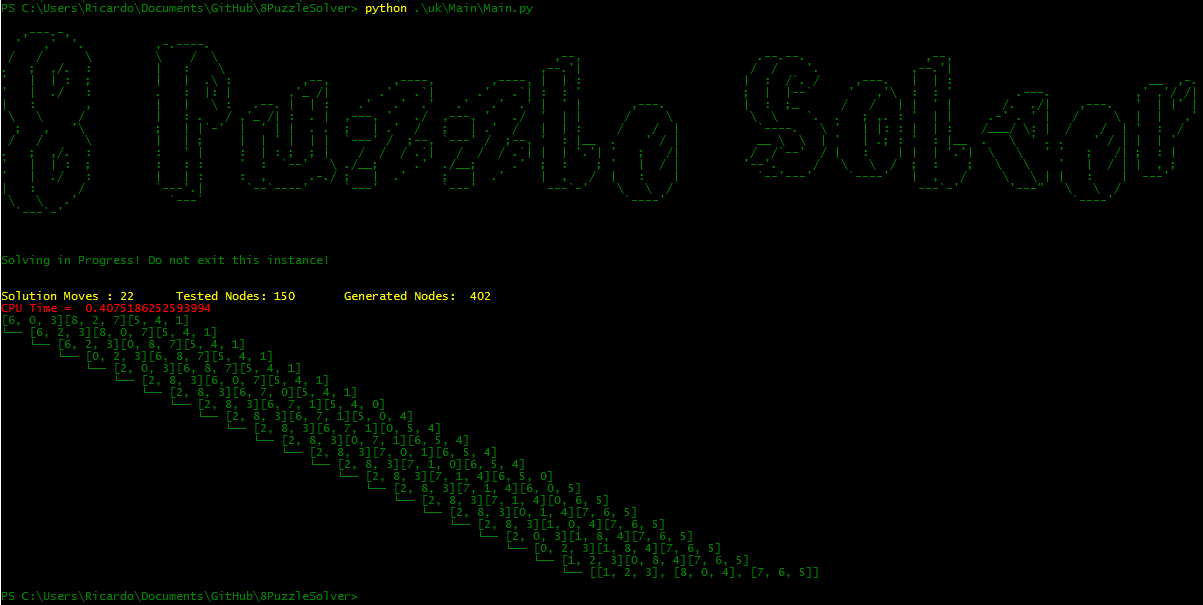 PS C:\Users\Ricardo\Documents\GitHub\8PuzzleSolver> python .\uk\Main\Main.py
8 Puzzle Solver
Solving in Progress! Do not exit this instance!
Solution Moves : 22 Tested Nodes: 150 Generated Nodes: 402
CPU Time = 0.4075186252593994
[6, 0, 3][8, 2, 7][5, 4, 1]
└── [6, 2, 3][8, 0, 7][5, 4, 1]
└── [6, 2, 3][0, 8, 7][5, 4, 1]
└── [0, 2, 3][6, 8, 7][5, 4, 1]
└── [2, 0, 3][6, 8, 7][5, 4, 1]
└── [2, 8, 3][6, 0, 7][5, 4, 1]
└── [2, 8, 3][6, 7, 0][5, 4, 1]
└── [2, 8, 3][6, 7, 1][5, 4, 0]
└── [2, 8, 3][6, 7, 1][5, 0, 4]
└── [2, 8, 3][6, 7, 1][0, 5, 4]
└── [2, 8, 3][0, 7, 1][6, 5, 4]
└── [2, 8, 3][7, 0, 1][6, 5, 4]
└── [2, 8, 3][7, 1, 0][6, 5, 4]
└── [2, 8, 3][7, 1, 4][6, 5, 0]
└── [2, 8, 3][7, 1, 4][6, 0, 5]
└── [2, 8, 3][7, 1, 4][0, 6, 5]
└── [2, 8, 3][0, 1, 4][7, 6, 5]
└── [2, 8, 3][1, 0, 4][7, 6, 5]
└── [2, 0, 3][1, 8, 4][7, 6, 5]
└── [0, 2, 3][1, 8, 4][7, 6, 5]
└── [1, 2, 3][0, 8, 4][7, 6, 5]
└── [[1, 2, 3], [8, 0, 4], [7, 6, 5]]
PS C:\Users\Ricardo\Documents\GitHub\8PuzzleSolver>